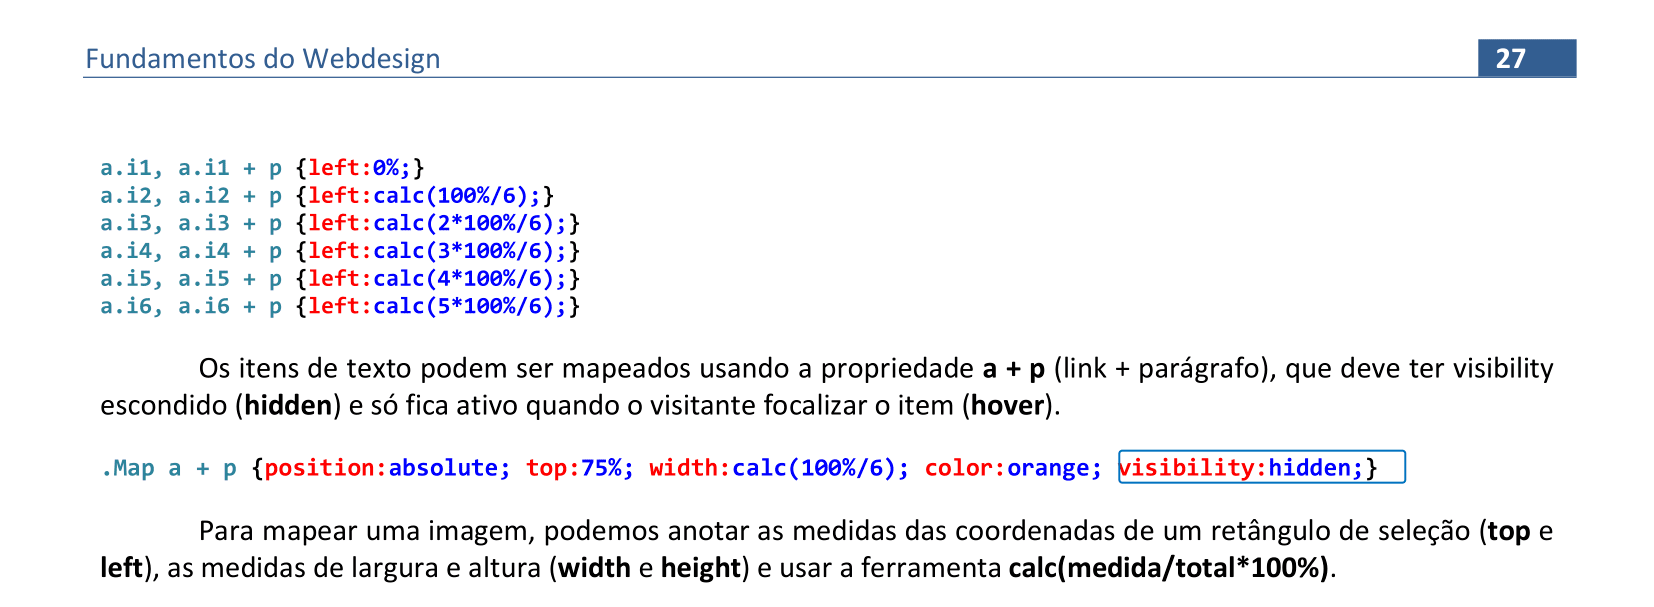 Fundamentos do Webdesign 27
a.i1, a.i1 + p {left:0%;}
a.i2, a.i2 + p {left:calc(100%/6);}
a.i3, a.i3 + p {left:calc(2*100%/6);}
a.i4, a.i4 + p {left:calc(3*100%/6);}
a.i5, a.i5 + p {left:calc(4*100%/6);}
a.i6, a.i6 + p {left:calc(5*100%/6);}
Os itens de texto podem ser mapeados usando a propriedade a + p (link + parágrafo), que deve ter visibility
escondido (hidden) e só fica ativo quando o visitante focalizar o item (hover).
.Map a + p {position:absolute; top:75%; width:calc(100%/6); color:orange; visibility:hidden;}
Para mapear uma imagem, podemos anotar as medidas das coordenadas de um retângulo de seleção (top e
left), as medidas de largura e altura (width e height) e usar a ferramenta calc(medida/total*100%).